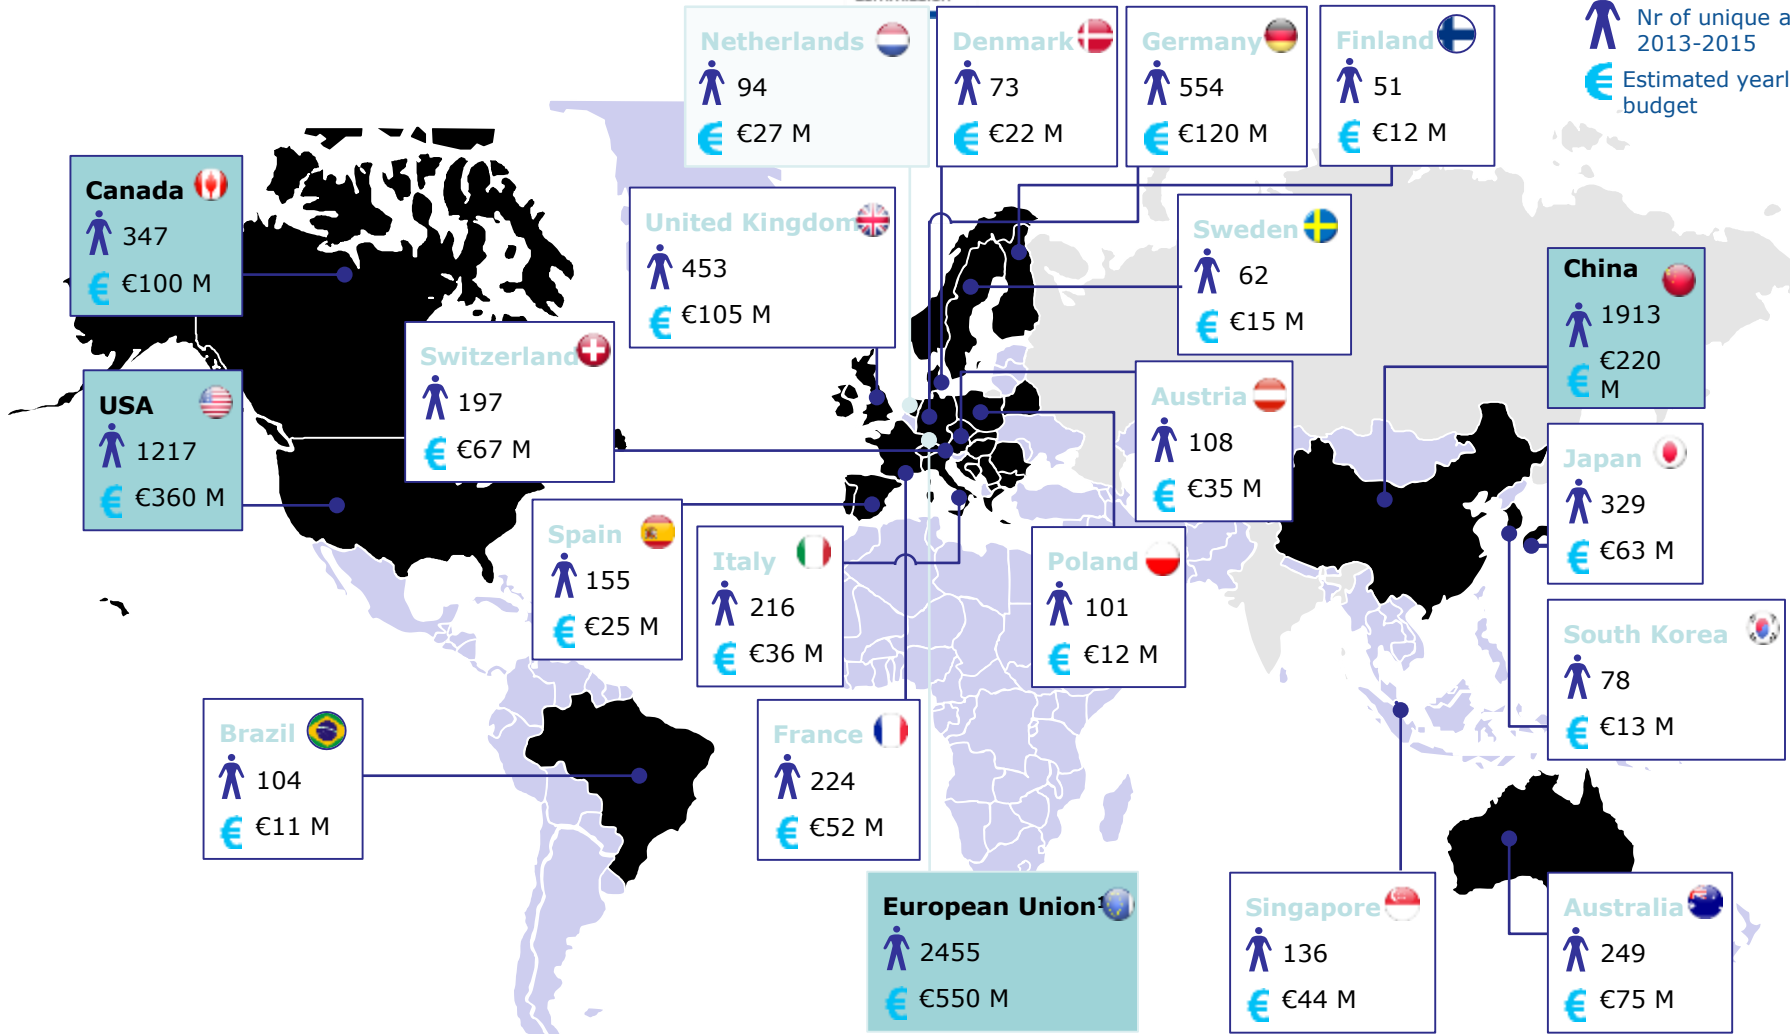 Nr of unique a
2013-2015
Estimated yearl
budget
Netherlands
94
€27 M
Denmark
73
€22 M
Germany
554
€120 M
Finland
51
€12 M
Canada
347
€100 M
United Kingdom
453
€105 M
Sweden
62
€15 M
China
1913
€220
M
Switzerland
197
€67 M
USA
1217
€360 M
Austria
108
€35 M
Japan
329
€63 M
Spain
155
€25 M
Italy
216
€36 M
Poland
101
€12 M
South Korea
78
€13 M
Brazil
104
€11 M
France
224
€52 M
European Union¹
2455
€550 M
Singapore
136
€44 M
Australia
249
€75 M